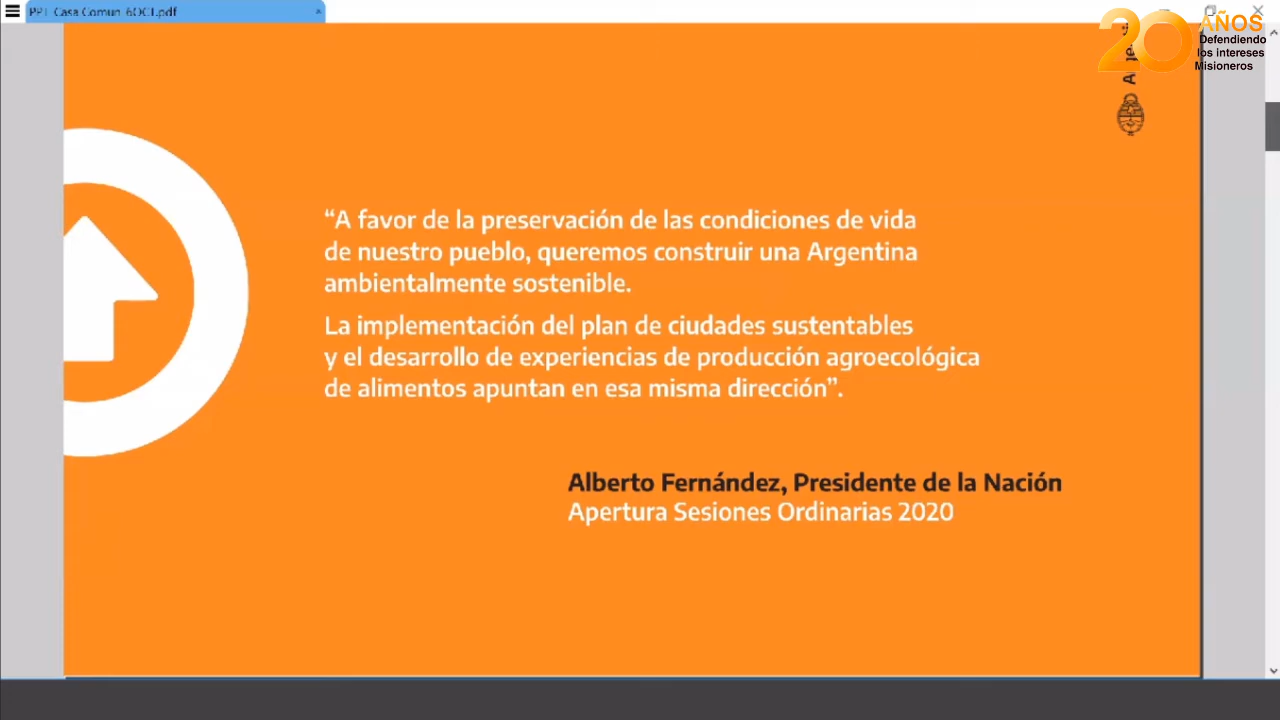 PPT Casa Comun 6OCT.pdf
20 AÑOS
Defendiendo
los intereses
Misioneros
“A favor de la preservación de las condiciones de vida
de nuestro pueblo, queremos construir una Argentina
ambientalmente sostenible.
La implementación del plan de ciudades sustentables
y el desarrollo de experiencias de producción agroecológica
de alimentos apuntan en esa misma dirección”.
Alberto Fernández, Presidente de la Nación
Apertura Sesiones Ordinarias 2020